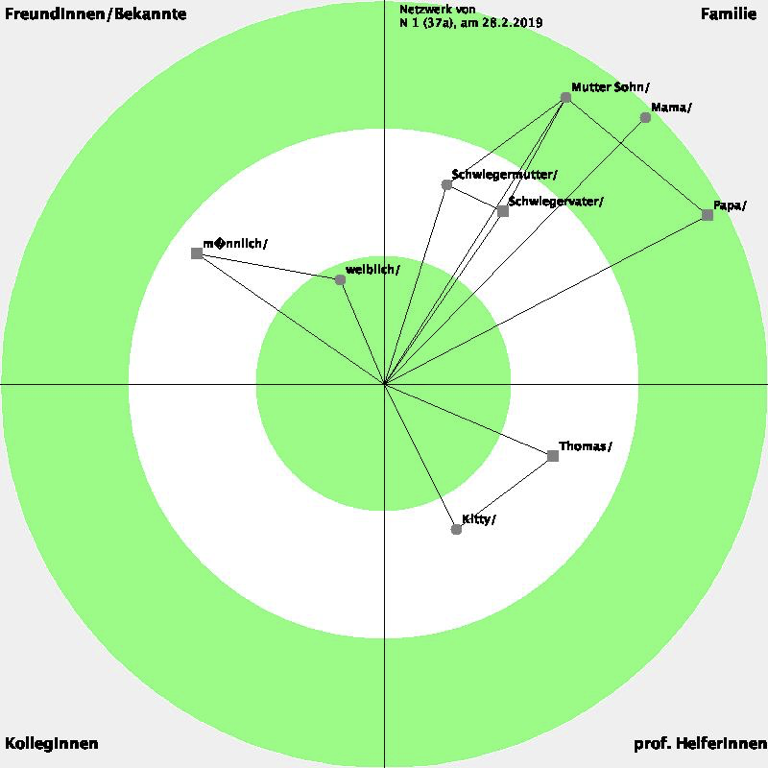 FreundInnen/Bekannte
Netzwerk von
N 1 (37a), am 28.2.2019
Familie
Mutter Sohn/
Mama/
Schwiegermutter/
Schwiegervater/
Papa/
m�nnlich/
weiblich/
Thomas/
Kitty/
KollegInnen
prof. HelferInnen